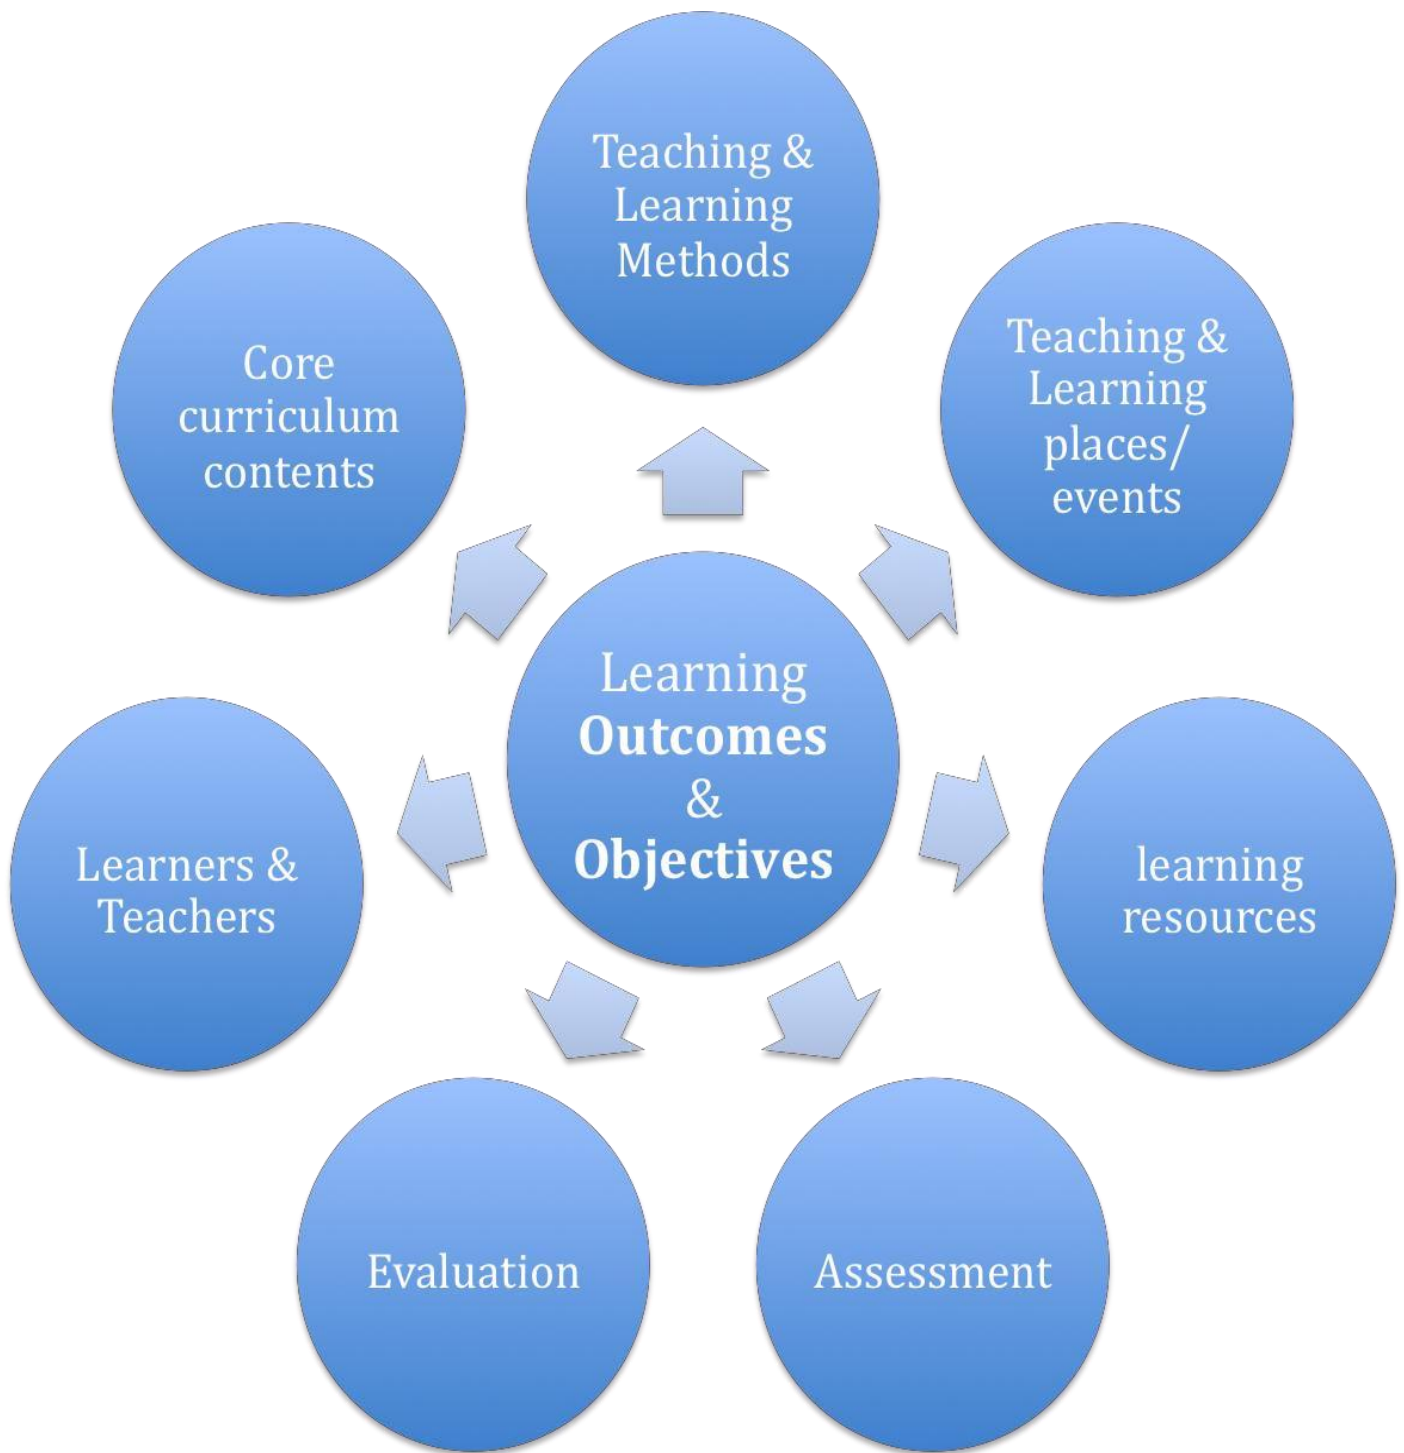 Teaching &
Learning
Methods
Teaching &
Learning
places/
events
learning
resources
Assessment
Evaluation
Learners &
Teachers
Core
curriculum
contents
Learning
Outcomes
&
Objectives